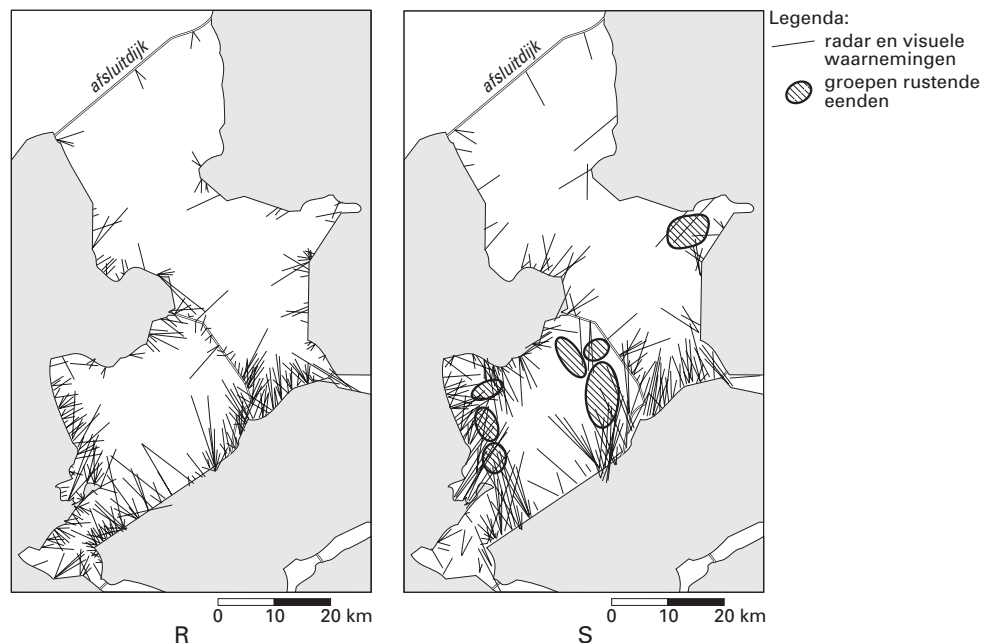 afsluitdijk
afsluitdijk
Legenda:
radar en visuele
waarnemingen
groepen rustende
eenden
0 10 20 km
0 10 20 km
R
S